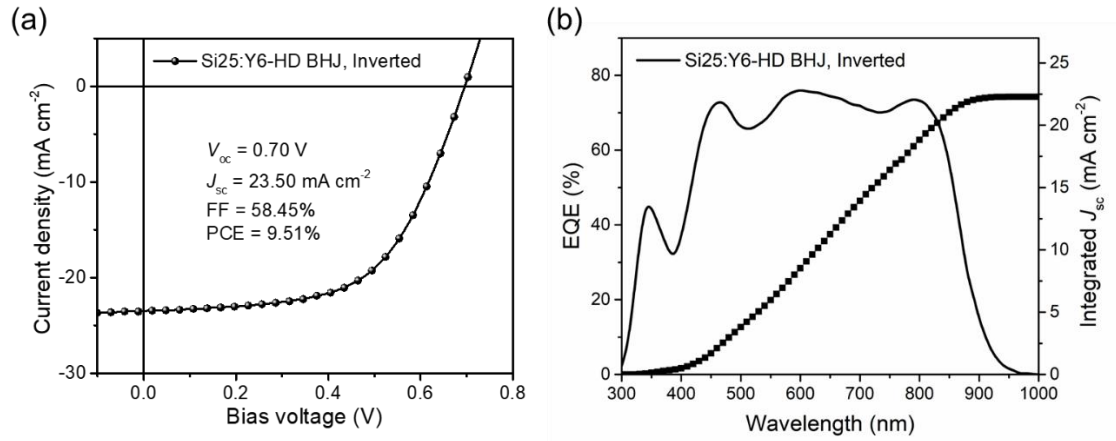 (a)
Si25:Y6-HD BHJ, Inverted
Current density (mA cm⁻²)
0
-10
-20
-30
V_oc = 0.70 V
J_sc = 23.50 mA cm⁻²
FF = 58.45%
PCE = 9.51%
0.0 0.2 0.4 0.6 0.8
Bias voltage (V)
(b)
Si25:Y6-HD BHJ, Inverted
EQE (%)
80
60
40
20
0
Integrated J_sc (mA cm⁻²)
25
20
15
10
5
0
300 400 500 600 700 800 900 1000
Wavelength (nm)